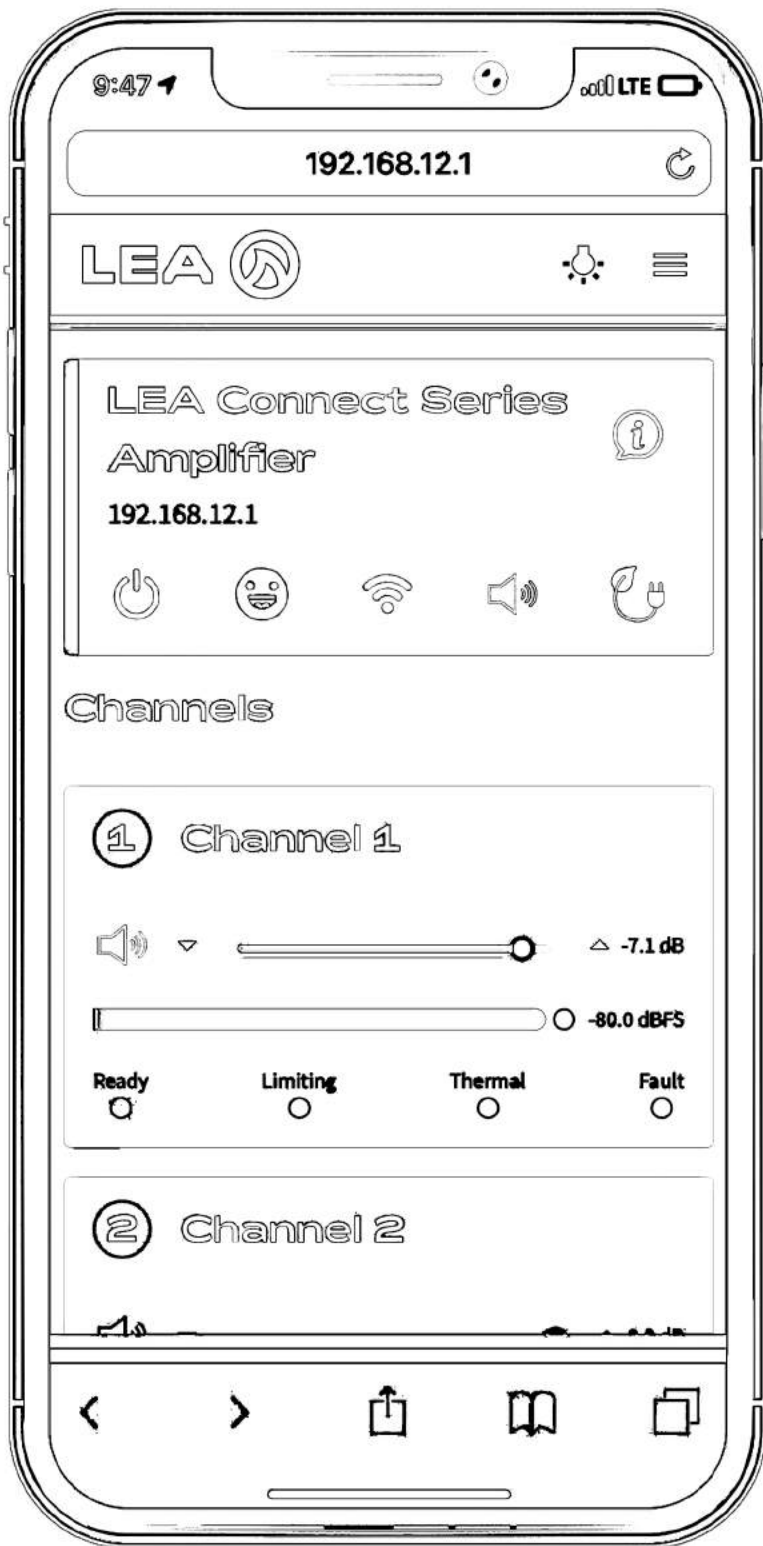 9:47 LTE
192.168.12.1
LEA
LEA Connect Series
Amplifier
192.168.12.1
Channels
1 Channel 1
-7.1 dB
-80.0 dBFS
Ready Limiting Thermal Fault
2 Channel 2